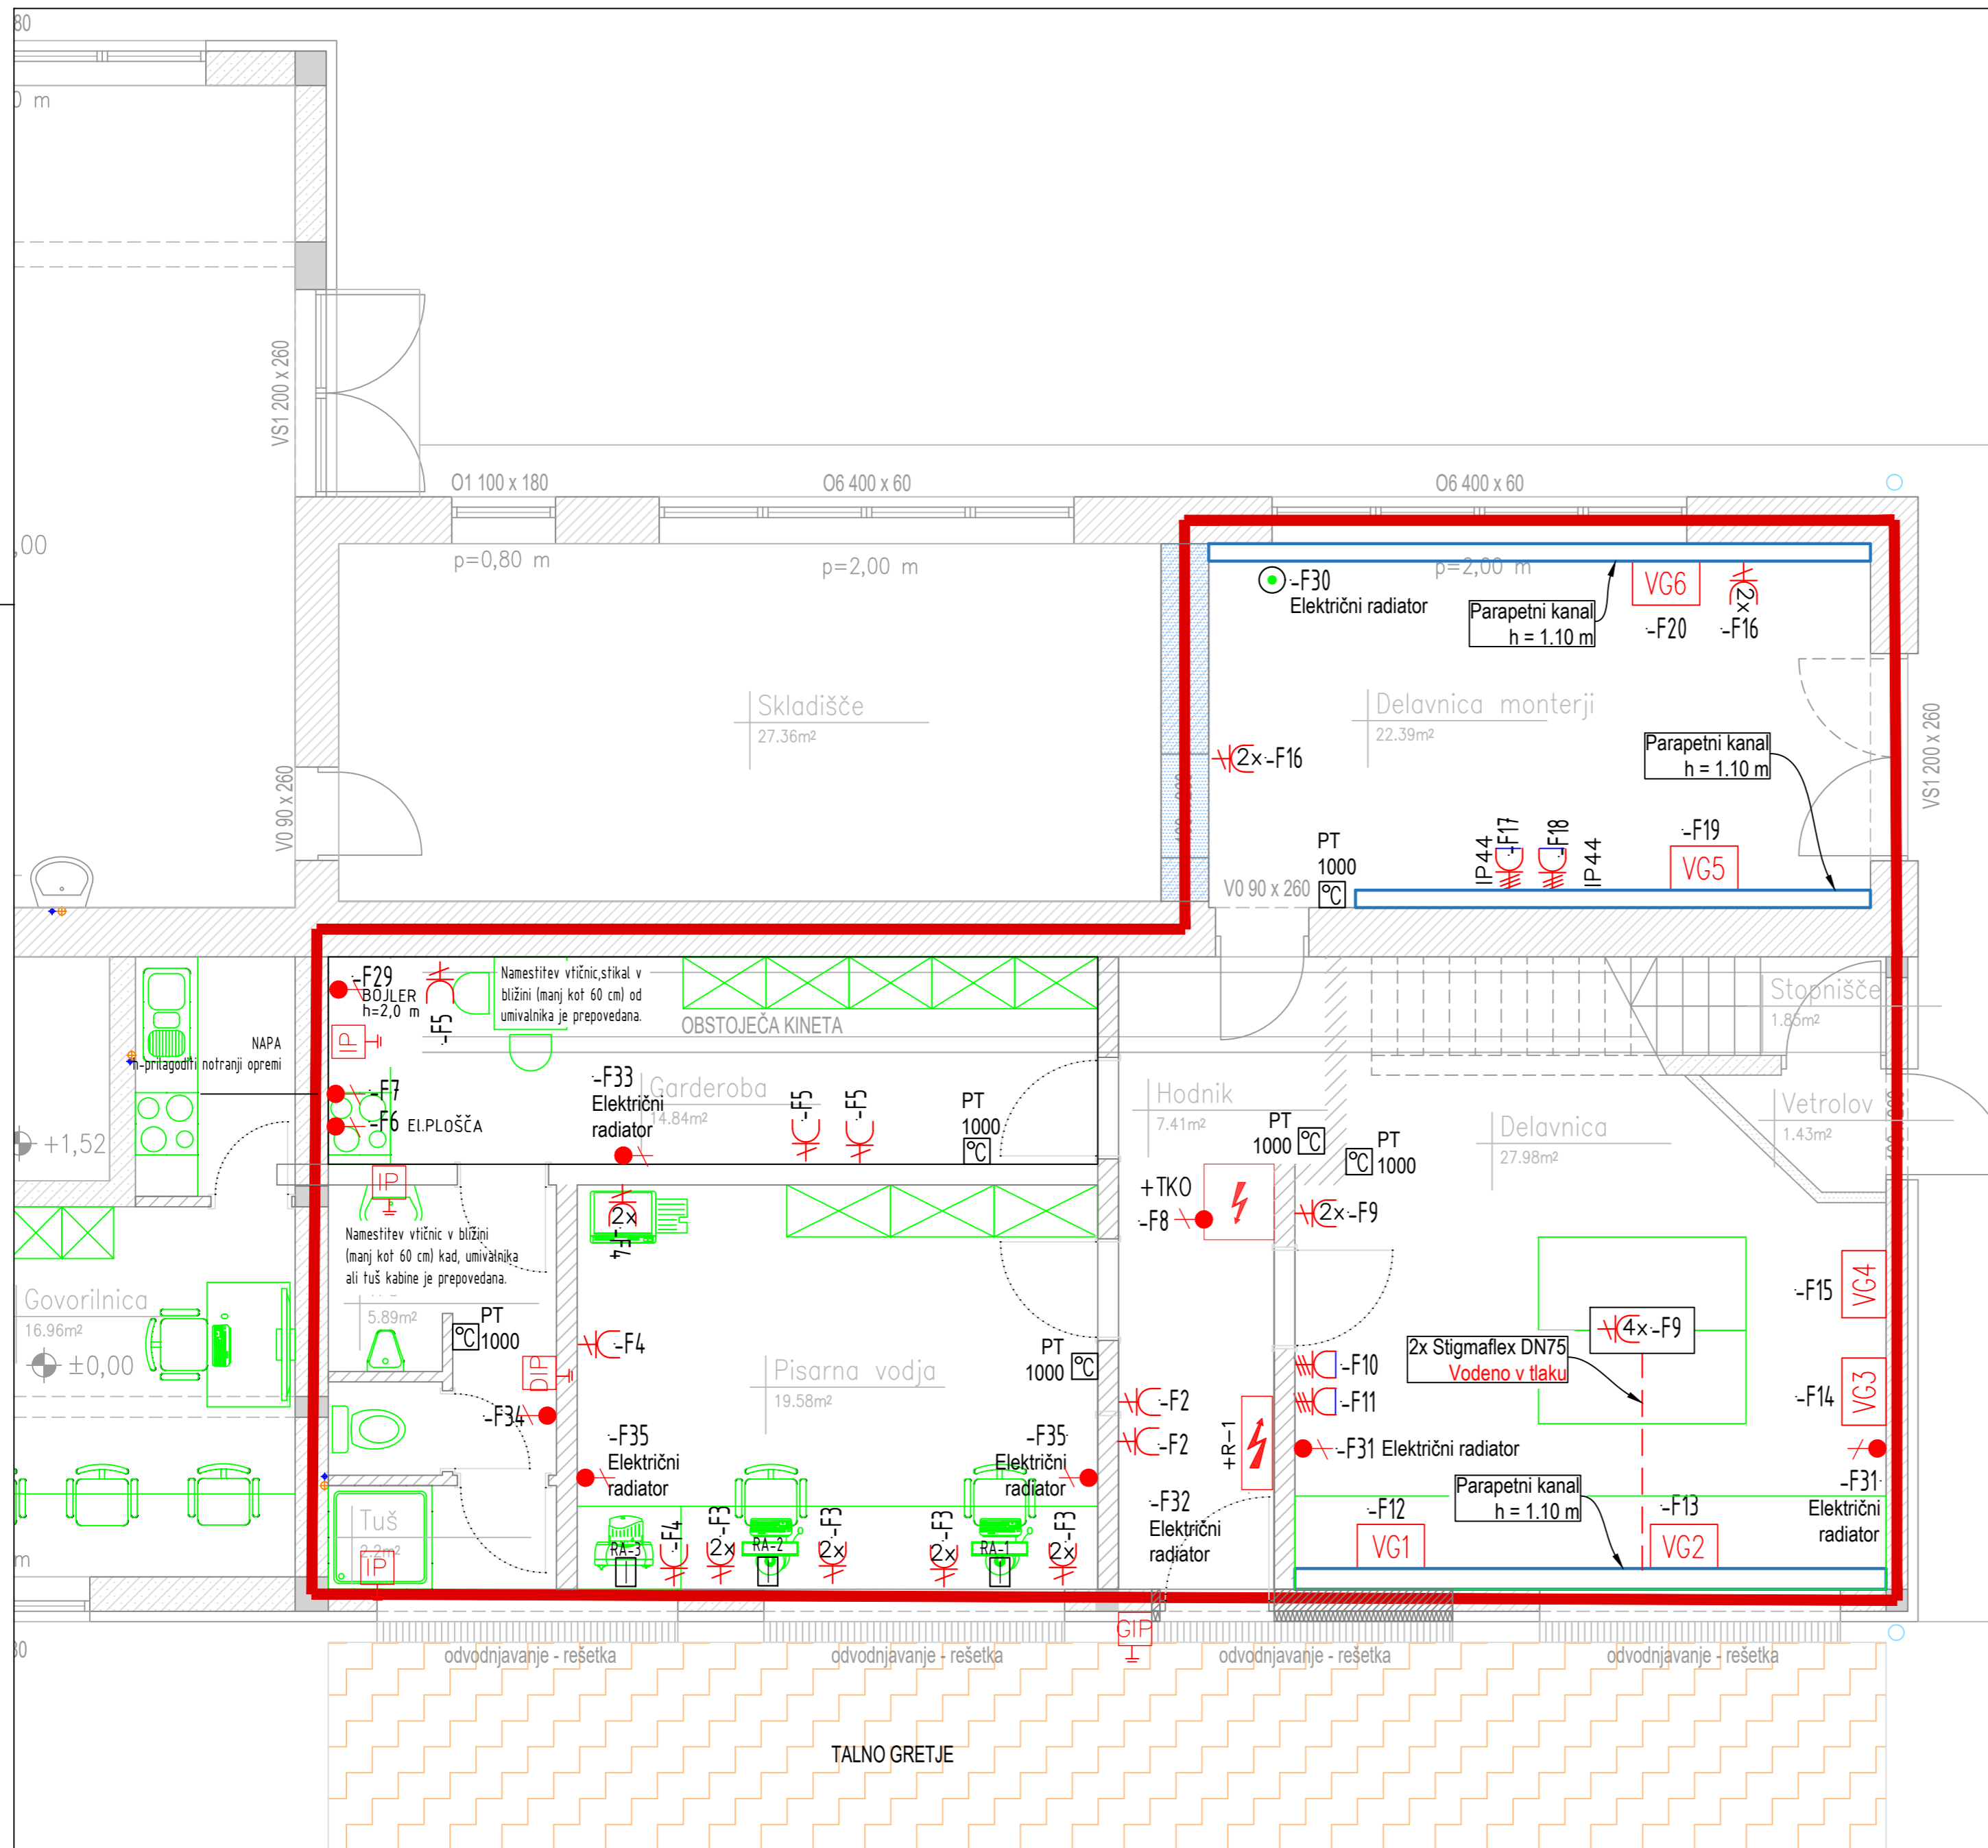 80
0 m
VS1 200 x 260
,00
O1 100 x 180
O6 400 x 60
O6 400 x 60
p=0,80 m
p=2,00 m
p=2,00 m
-F30
Električni radiator
Parapetni kanal
h = 1.10 m
VG6
-F20
2x
-F16
Skladišče
27.36m²
Delavnica monterji
22.39m²
Parapetni kanal
h = 1.10 m
VS1 200 x 260
2x-F16
V0 90 x 260
PT
1000
°C
IP44
-F17
-F18
IP44
-F19
VG5
V0 90 x 260
-F29
BOJLER
h=2,0 m
IP
-F5
Namestitev vtičnic,stikal v
bližini (manj kot 60 cm) od
umivalnika je prepovedana.
OBSTOJEČA KINETA
NAPA
h-prilagoditi notranji opremi
-F7
-F6 El.PLOŠČA
-F33
Električni
radiator
Garderoba
14.84m²
-F5
-F5
PT
1000
°C
Hodnik
7.41m²
PT
1000
°C
PT
1000
°C
Delavnica
27.98m²
Stopnišče
1.85m²
Vetrolov
1.43m²
+1,52
IP
Namestitev vtičnic v bližini
(manj kot 60 cm) kad, umivalnika
ali tuš kabine je prepovedana.
5.89m²
PT
1000
°C
2x
-F4
+TKO
-F8
2x-F9
Govorilnica
16.96m²
±0,00
DIP
-F4
Pisarna vodja
19.58m²
PT
1000
°C
-F34
-F35
Električni
radiator
-F35
Električni
radiator
-F2
-F2
+R-1
-F10
-F11
-F31 Električni radiator
2x Stigmaflex DN75
Vodeno v tlaku
4x-F9
-F15
VG4
-F14
VG3
-F31
Električni
radiator
Parapetni kanal
h = 1.10 m
-F12
VG1
-F13
VG2
-F32
Električni
radiator
Tuš
2.2m²
IP
RA-3
-F4
2x
-F3
RA-2
2x
-F3
2x
-F3
RA-1
2x
-F3
m
GIP
30
odvodnjavanje - rešetka
odvodnjavanje - rešetka
odvodnjavanje - rešetka
odvodnjavanje - rešetka
TALNO GRETJE